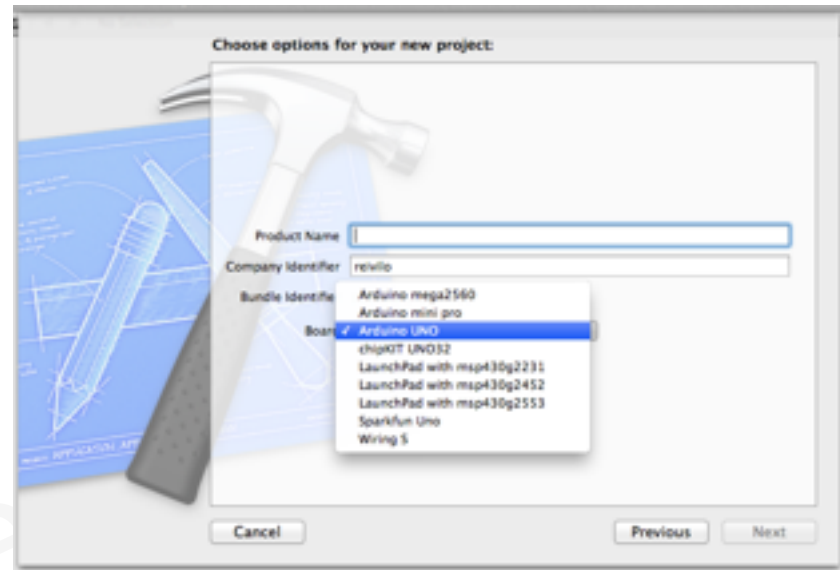 Choose options for your new project:
Product Name
Company Identifier reivilo
Bundle Identifie
Arduino mega2560
Arduino mini pro
Board ✓ Arduino UNO
chipKIT UNO32
LaunchPad with msp430g2231
LaunchPad with msp430g2452
LaunchPad with msp430g2553
Sparkfun Uno
Wiring S
Cancel Previous Next